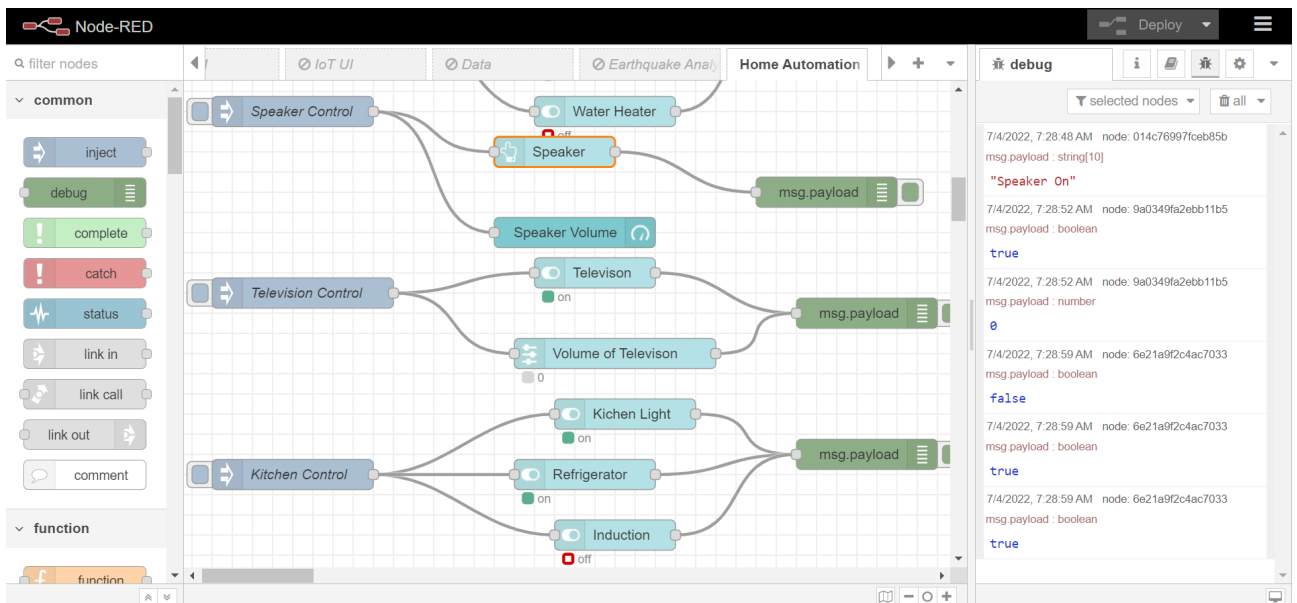 Node-RED
Deploy
filter nodes
IoT UI
Data
Earthquake Analy
Home Automation
debug
i
common
selected nodes
all
inject
debug
complete
catch
status
link in
link call
link out
comment
function
function
Speaker Control
Water Heater
off
Speaker
msg.payload
Speaker Volume
Television Control
Televison
on
msg.payload
Volume of Televison
0
Kichen Light
on
Kitchen Control
Refrigerator
on
msg.payload
Induction
off
7/4/2022, 7:28:48 AM node: 014c76997fceb85b
msg.payload : string[10]
"Speaker On"
7/4/2022, 7:28:52 AM node: 9a0349fa2ebb11b5
msg.payload : boolean
true
7/4/2022, 7:28:52 AM node: 9a0349fa2ebb11b5
msg.payload : number
0
7/4/2022, 7:28:59 AM node: 6e21a9f2c4ac7033
msg.payload : boolean
false
7/4/2022, 7:28:59 AM node: 6e21a9f2c4ac7033
msg.payload : boolean
true
7/4/2022, 7:28:59 AM node: 6e21a9f2c4ac7033
msg.payload : boolean
true